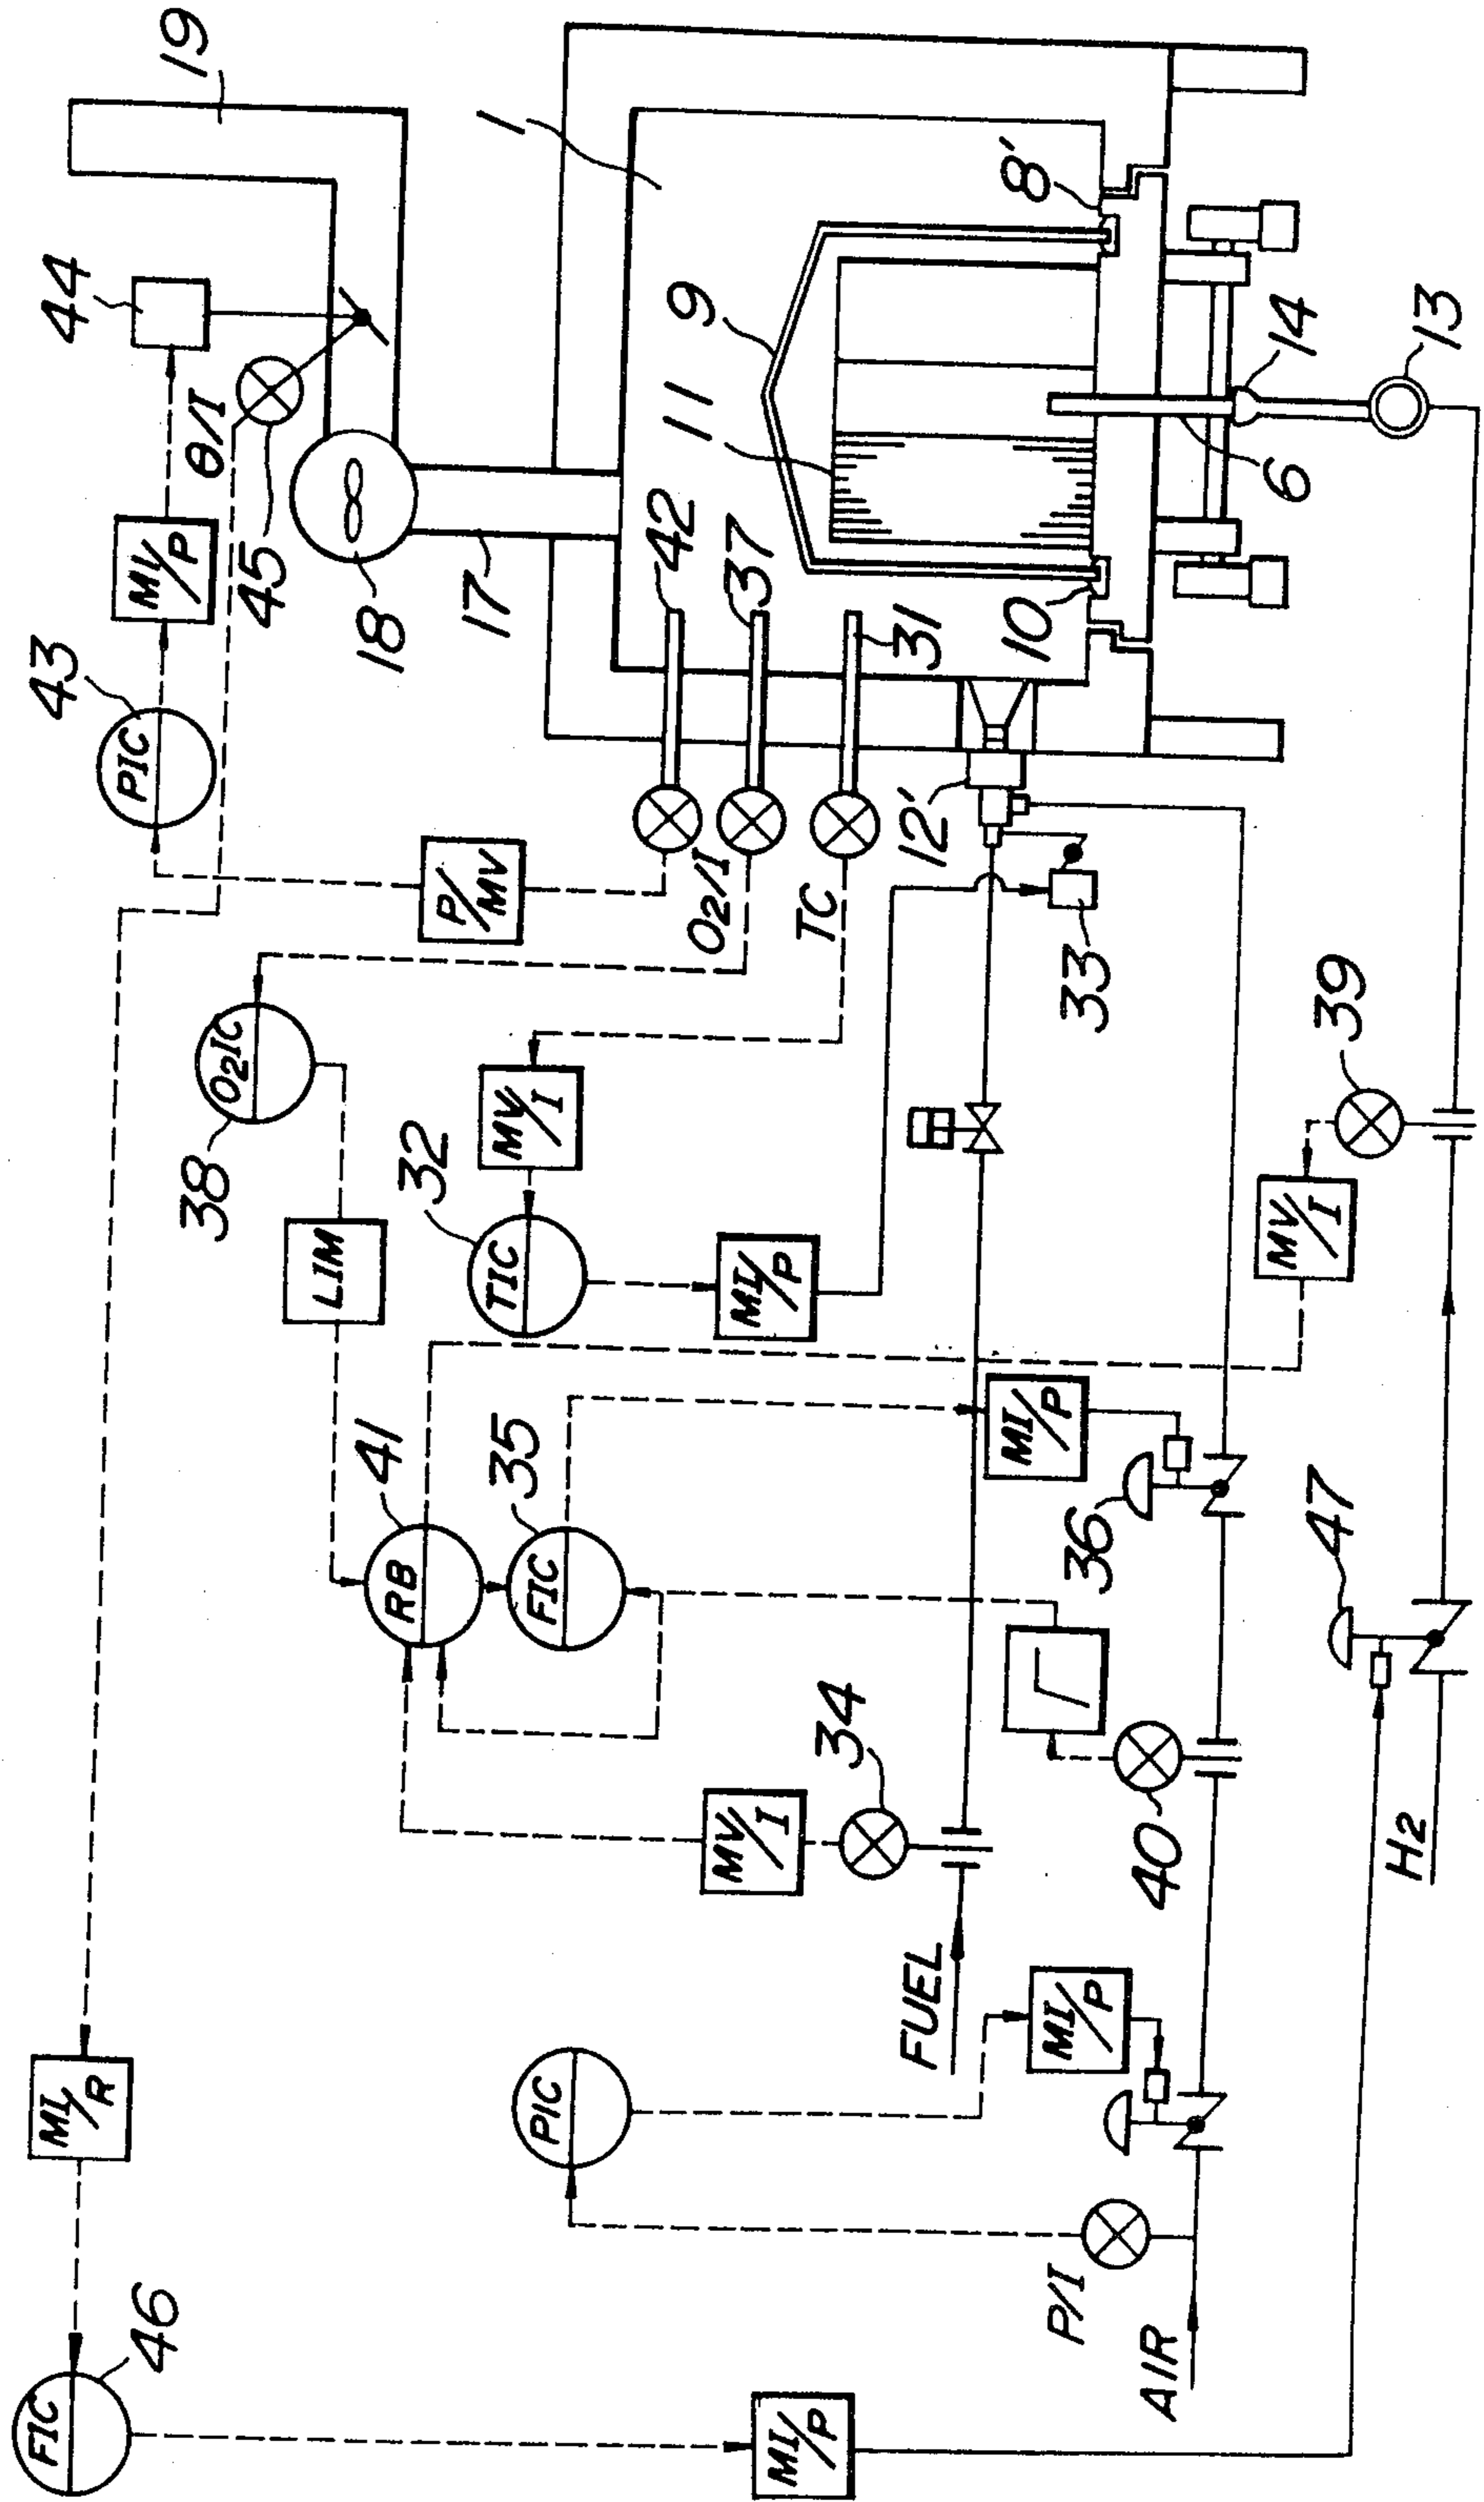 FIC
46
MI/R
43
PIC
MV/P
44
19
θ/I
45
38
O2IC
LIM
18
41
RB
32
TIC
P/MV
MV/I
17
1
PIC
35
FIC
42
O2/I
37
11
9
MI/P
34
MV/I
MI/P
TC
31
FUEL
12'
10
8'
P/I
MI/P
MI/P
36
33
AIR
40
6
14
47
MV/I
39
H2
13